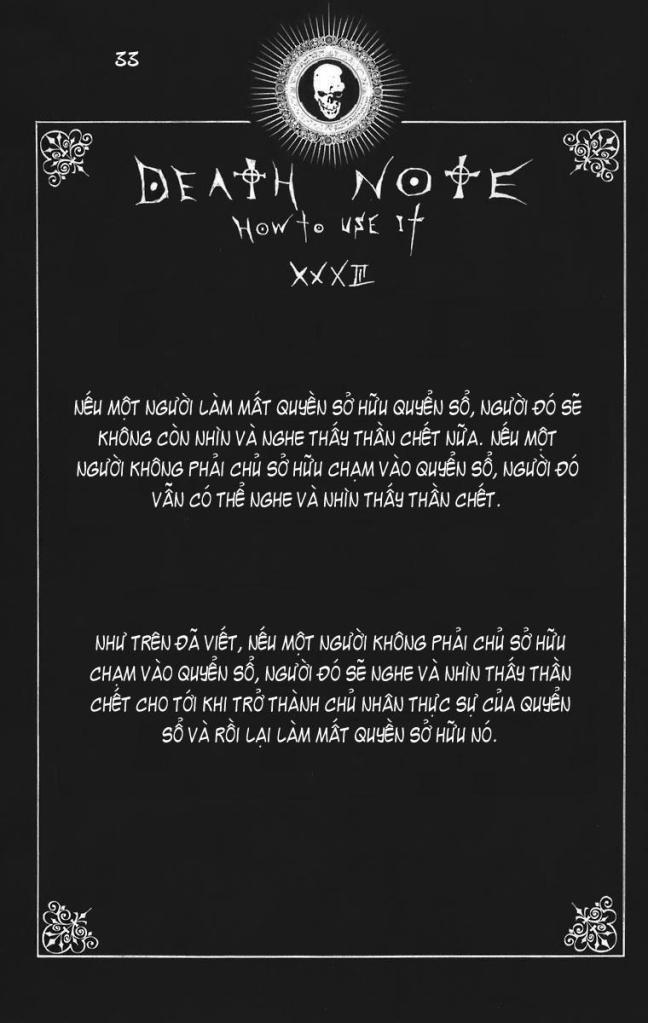 33
DEATH NOTE
HOW TO USE IT
XXXIII
NẾU MỘT NGƯỜI LÀM MẤT QUYỀN SỞ HỮU QUYỂN SỔ, NGƯỜI ĐÓ SẼ
KHÔNG CÒN NHÌN VÀ NGHE THẤY THẦN CHẾT NỮA. NẾU MỘT
NGƯỜI KHÔNG PHẢI CHỦ SỞ HỮU CHẠM VÀO QUYỂN SỔ, NGƯỜI ĐÓ
VẪN CÓ THỂ NGHE VÀ NHÌN THẤY THẦN CHẾT.
NHƯ TRÊN ĐÃ VIẾT, NẾU MỘT NGƯỜI KHÔNG PHẢI CHỦ SỞ HỮU
CHẠM VÀO QUYỂN SỔ, NGƯỜI ĐÓ SẼ NGHE VÀ NHÌN THẤY THẦN
CHẾT CHO TỚI KHI TRỞ THÀNH CHỦ NHÂN THỰC SỰ CỦA QUYỂN
SỔ VÀ RỒI LẠI LÀM MẤT QUYỀN SỞ HỮU NÓ.